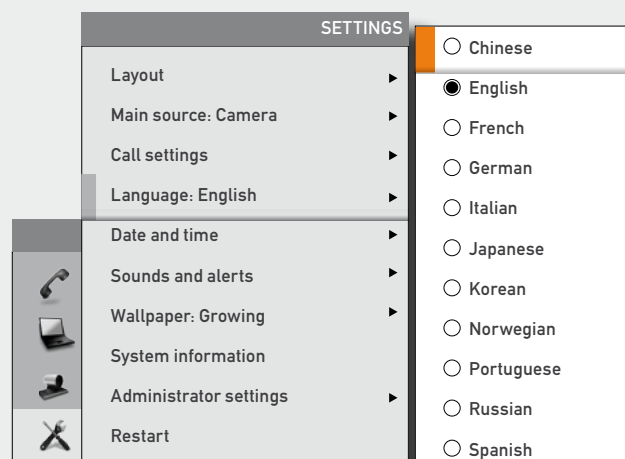 SETTINGS
Layout
Main source: Camera
Call settings
Language: English
Date and time
Sounds and alerts
Wallpaper: Growing
System information
Administrator settings
Restart
Chinese
English
French
German
Italian
Japanese
Korean
Norwegian
Portuguese
Russian
Spanish